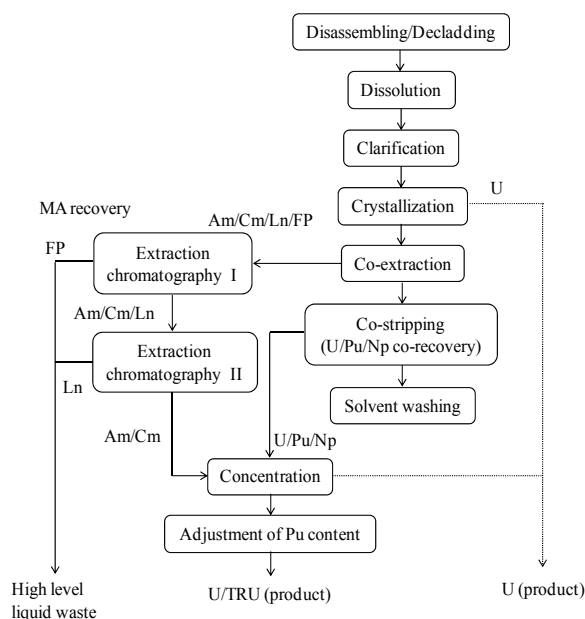 Disassembling/Decladding
Dissolution
Clarification
U
Crystallization
MA recovery
Am/Cm/Ln/FP
FP
Extraction
chromatography I
Co-extraction
Am/Cm/Ln
Co-stripping
(U/Pu/Np co-recovery)
Extraction
chromatography II
Ln
Solvent washing
Am/Cm
U/Pu/Np
Concentration
Adjustment of Pu content
High level
liquid waste
U/TRU (product)
U (product)